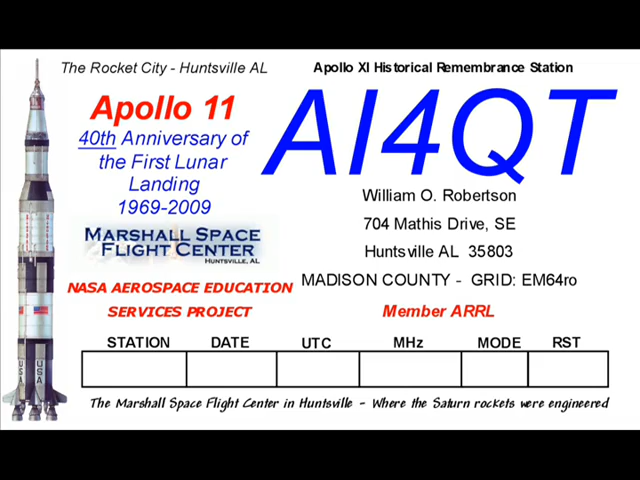 The Rocket City - Huntsville AL
Apollo XI Historical Remembrance Station
Apollo 11
40th Anniversary of
the First Lunar
Landing
1969-2009
AI4QT
William O. Robertson
704 Mathis Drive, SE
Huntsville AL 35803
MADISON COUNTY - GRID: EM64ro
MARSHALL SPACE
FLIGHT CENTER
HUNTSVILLE, AL
NASA AEROSPACE EDUCATION
SERVICES PROJECT
Member ARRL
STATION DATE UTC MHz MODE RST
The Marshall Space Flight Center in Huntsville - Where the Saturn rockets were engineered
USA
USA